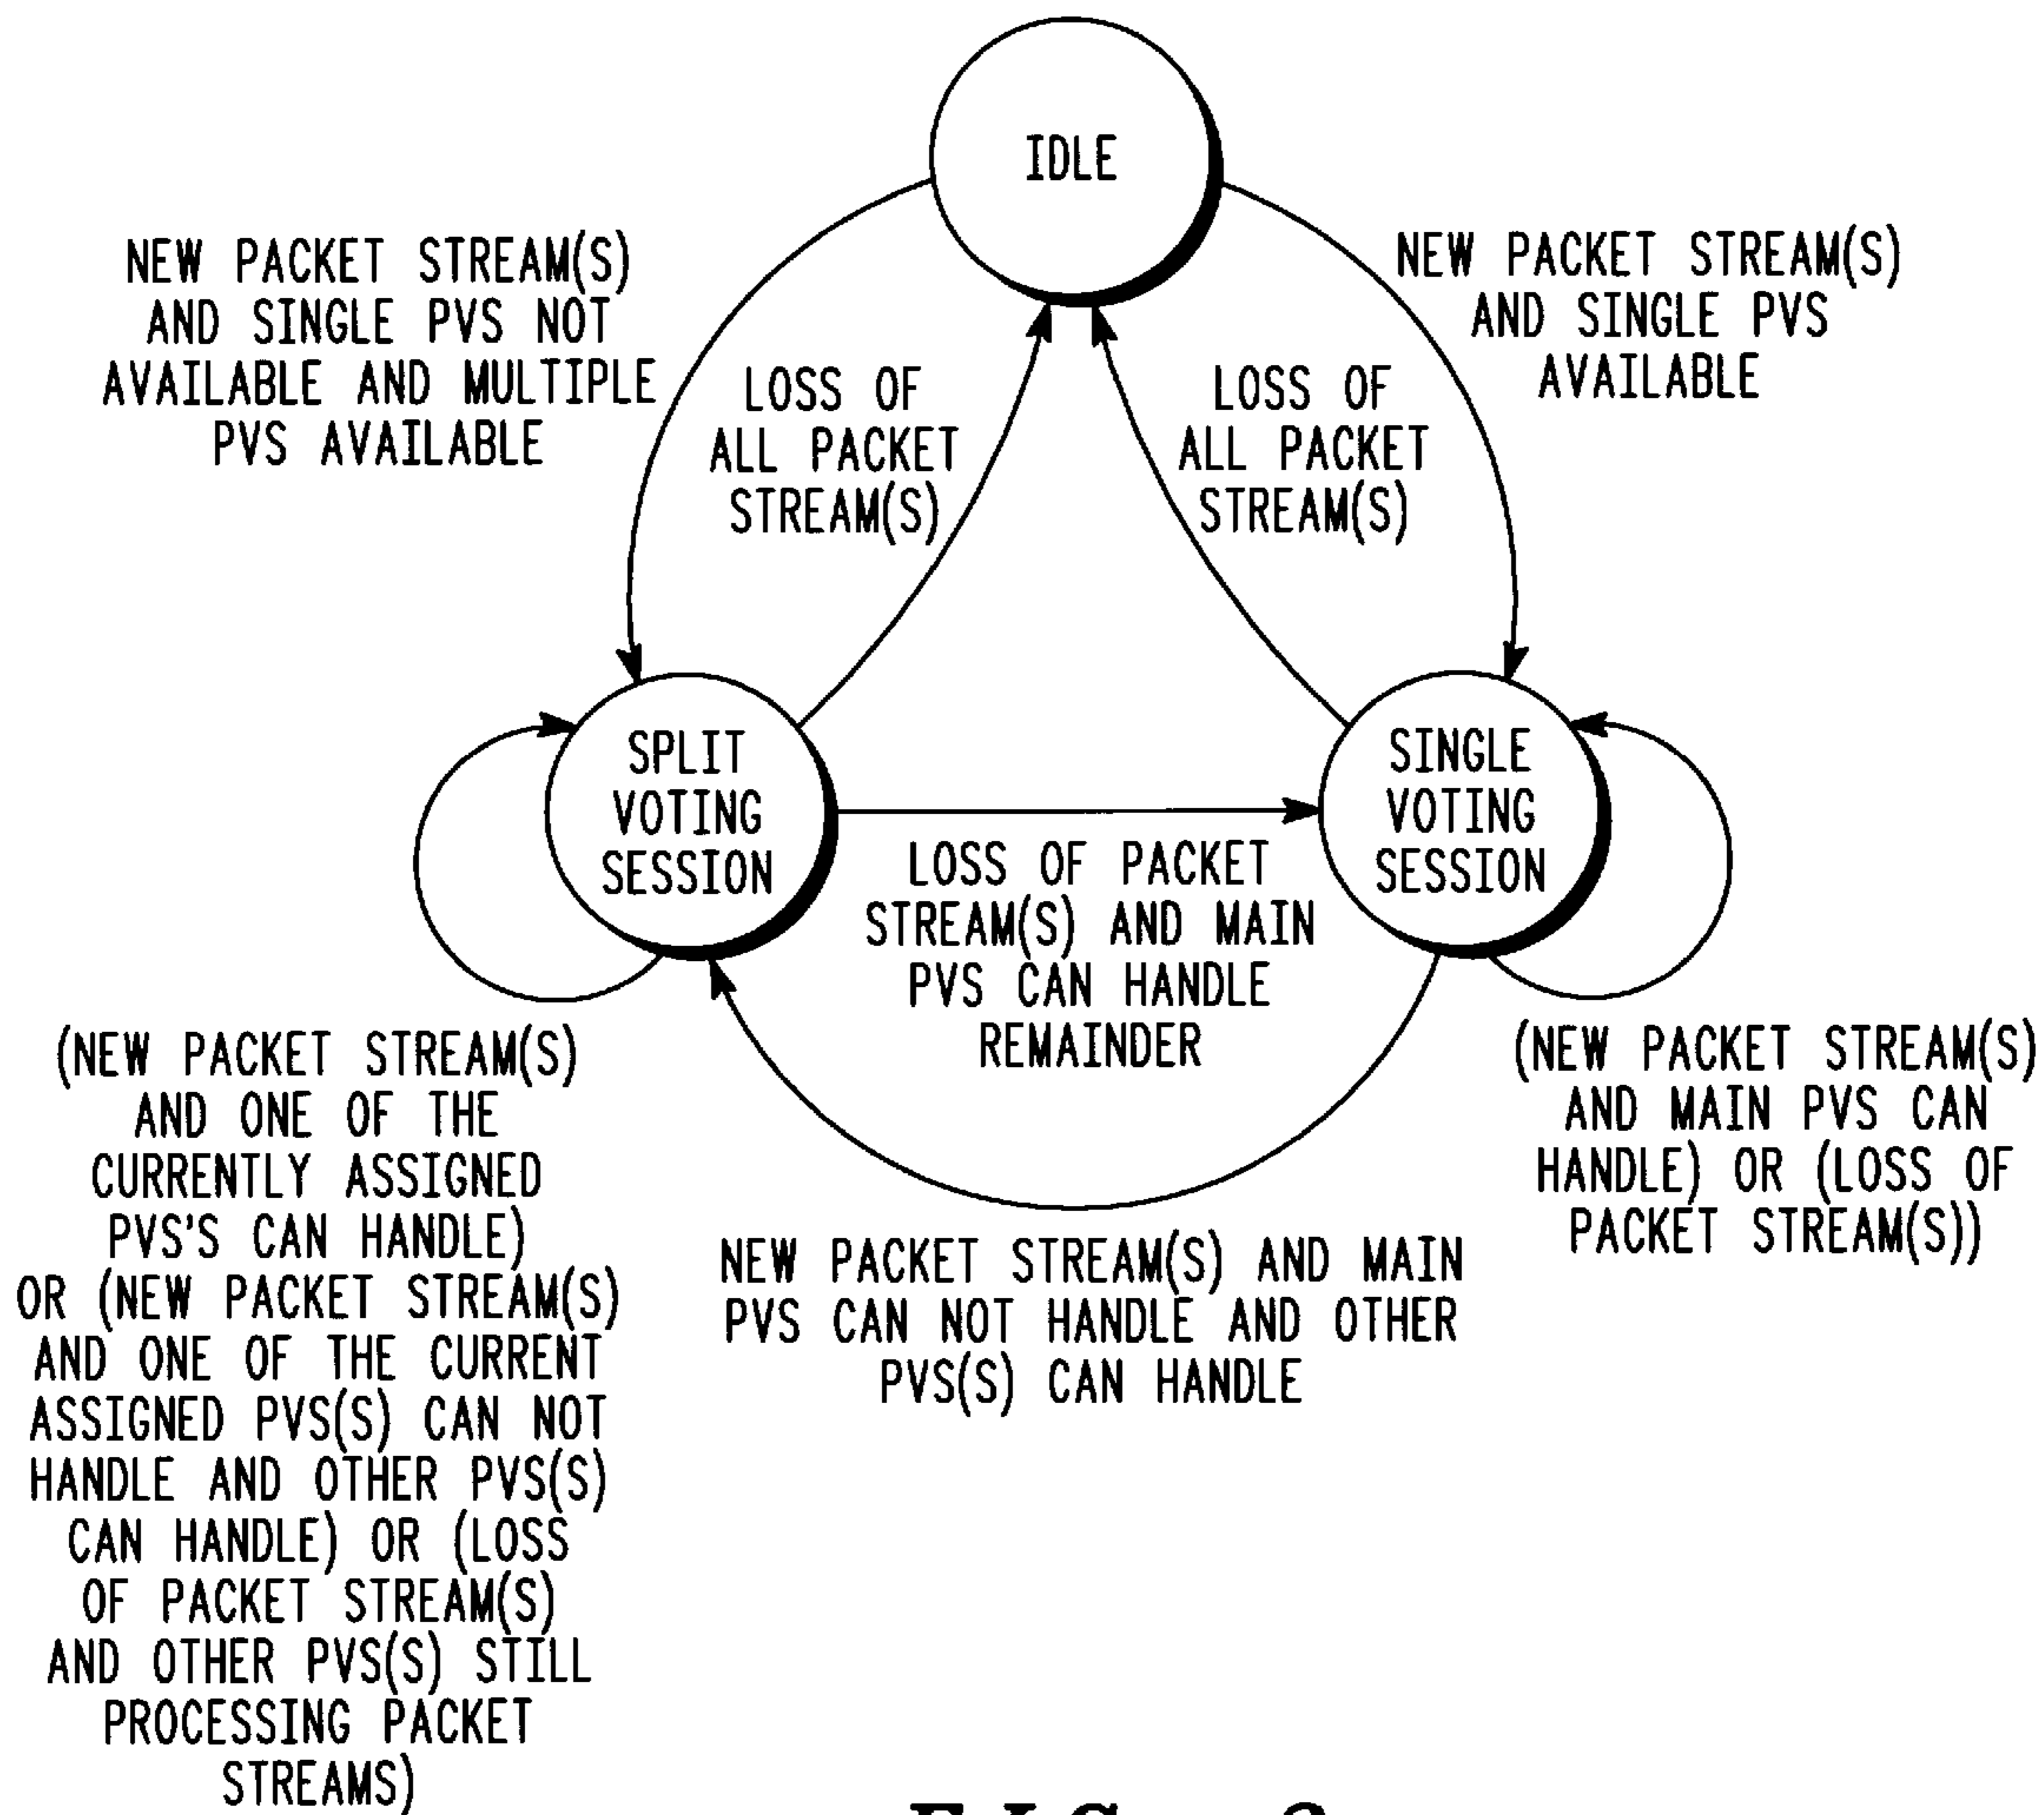 IDLE
NEW PACKET STREAM(S)
AND SINGLE PVS NOT
AVAILABLE AND MULTIPLE
PVS AVAILABLE
LOSS OF
ALL PACKET
STREAM(S)
LOSS OF
ALL PACKET
STREAM(S)
NEW PACKET STREAM(S)
AND SINGLE PVS
AVAILABLE
SPLIT
VOTING
SESSION
SINGLE
VOTING
SESSION
LOSS OF PACKET
STREAM(S) AND MAIN
PVS CAN HANDLE
REMAINDER
(NEW PACKET STREAM(S)
AND ONE OF THE
CURRENTLY ASSIGNED
PVS'S CAN HANDLE)
OR (NEW PACKET STREAM(S)
AND ONE OF THE CURRENT
ASSIGNED PVS(S) CAN NOT
HANDLE AND OTHER PVS(S)
CAN HANDLE) OR (LOSS
OF PACKET STREAM(S)
AND OTHER PVS(S) STILL
PROCESSING PACKET
STREAMS)
NEW PACKET STREAM(S) AND MAIN
PVS CAN NOT HANDLE AND OTHER
PVS(S) CAN HANDLE
(NEW PACKET STREAM(S)
AND MAIN PVS CAN
HANDLE) OR (LOSS OF
PACKET STREAM(S))